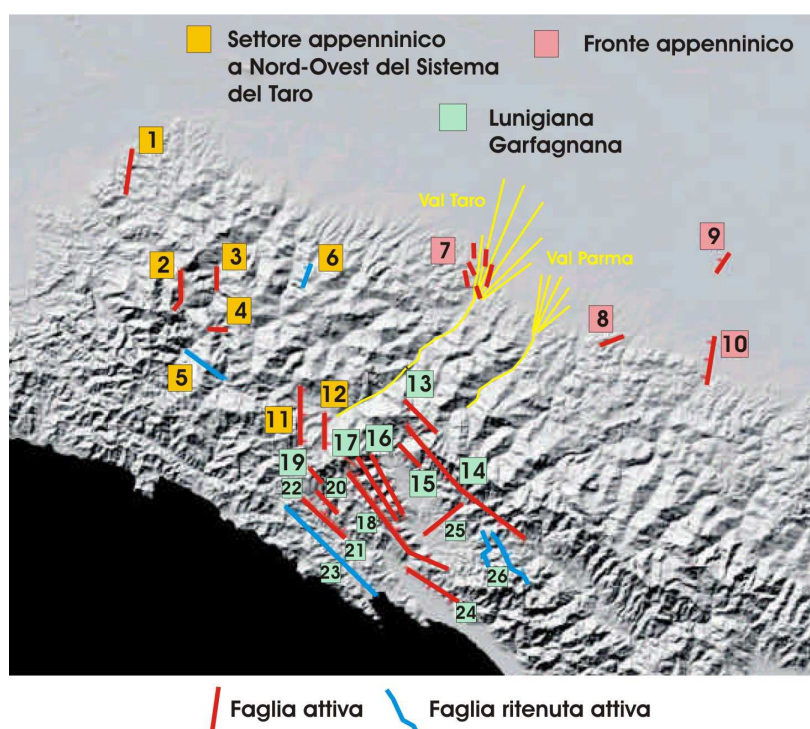 Settore appenninico
a Nord-Ovest del Sistema
del Taro
Fronte appenninico
Lunigiana
Garfagnana
1
Val Taro
2
3
6
7
Val Parma
9
4
8
10
5
13
11
12
17
16
19
15
14
22
20
18
25
21
23
26
24
Faglia attiva
Faglia ritenuta attiva